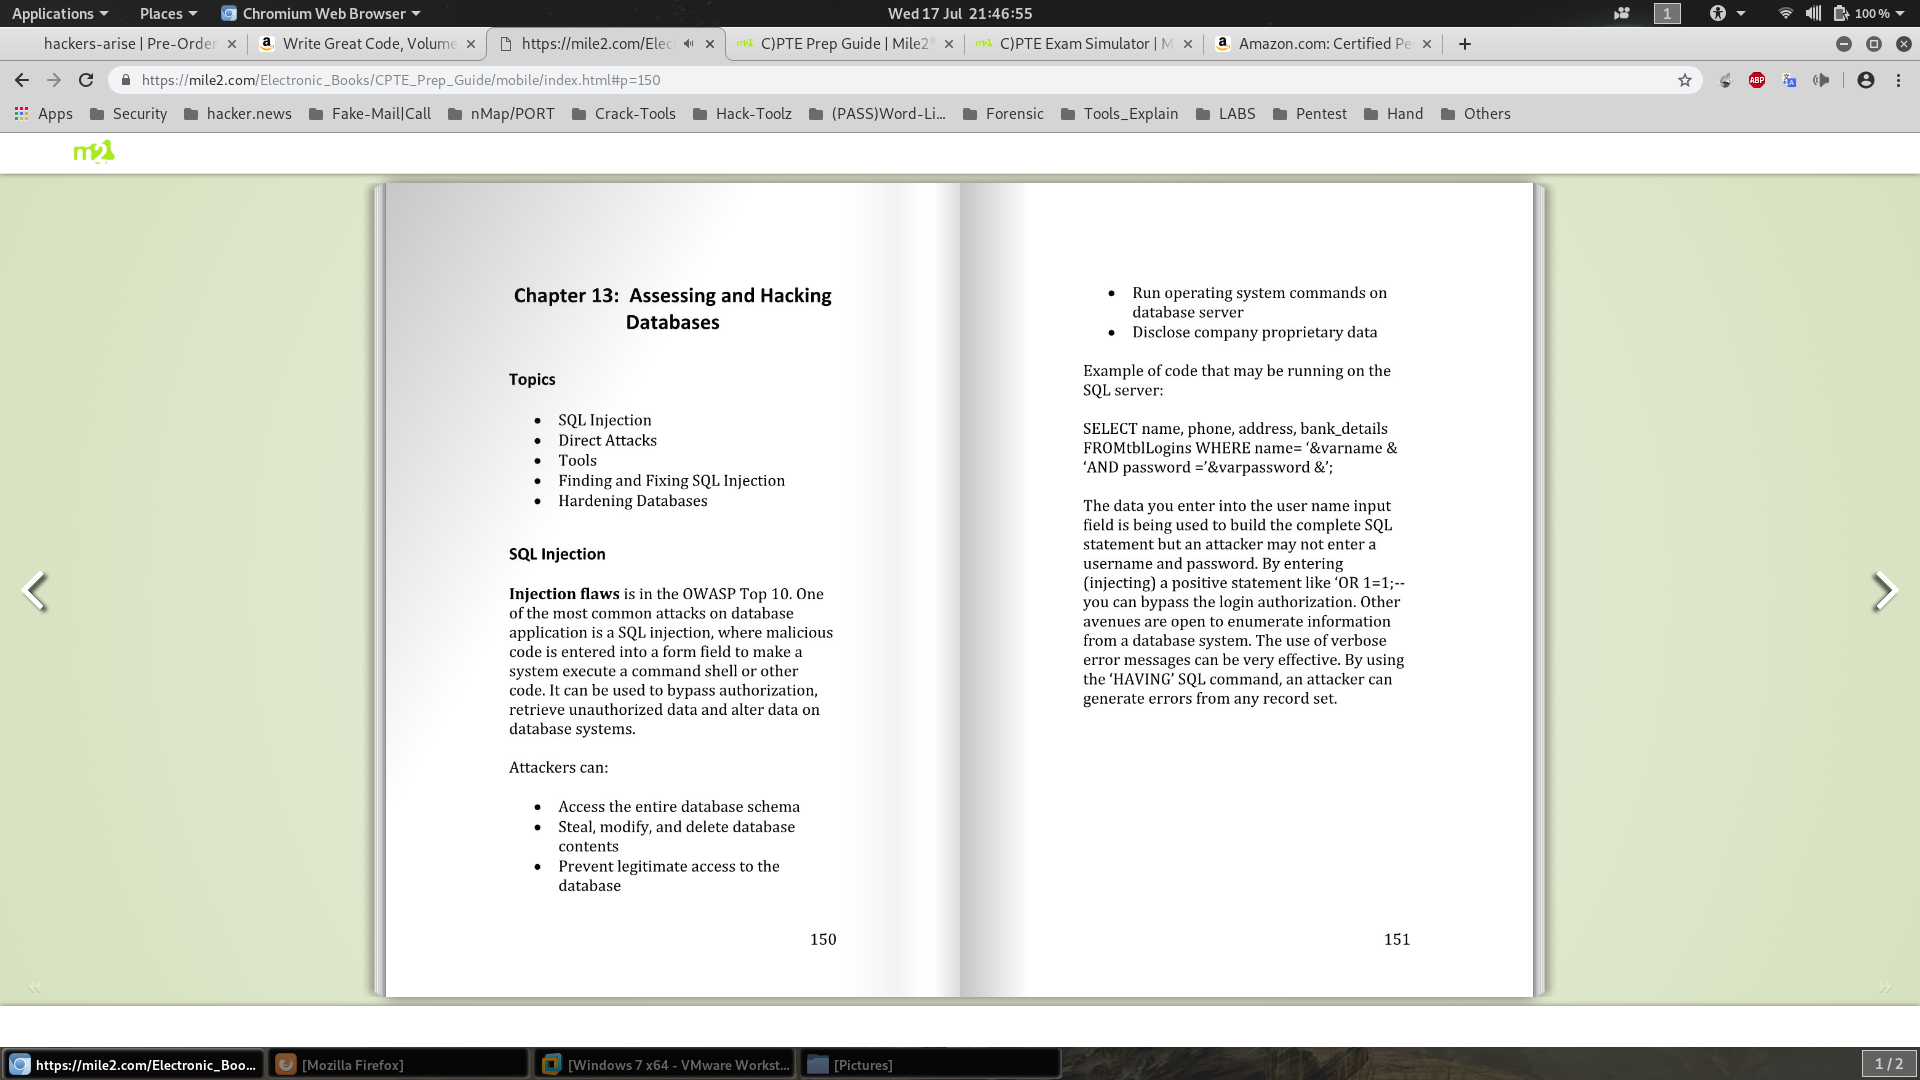 Applications Places Chromium Web Browser Wed 17 Jul 21:46:55 1 100 %
hackers-arise | Pre-Order Write Great Code, Volume https://mile2.com/Elec C)PTE Prep Guide | Mile2® C)PTE Exam Simulator | M Amazon.com: Certified Pe
https://mile2.com/Electronic_Books/CPTE_Prep_Guide/mobile/index.html#p=150 ABP
Apps Security hacker.news Fake-Mail|Call nMap/PORT Crack-Tools Hack-Toolz (PASS)Word-Li... Forensic Tools_Explain LABS Pentest Hand Others
m2
Chapter 13: Assessing and Hacking
Databases
Topics
• SQL Injection
• Direct Attacks
• Tools
• Finding and Fixing SQL Injection
• Hardening Databases
SQL Injection
Injection flaws is in the OWASP Top 10. One
of the most common attacks on database
application is a SQL injection, where malicious
code is entered into a form field to make a
system execute a command shell or other
code. It can be used to bypass authorization,
retrieve unauthorized data and alter data on
database systems.
Attackers can:
• Access the entire database schema
• Steal, modify, and delete database
contents
• Prevent legitimate access to the
database
150
• Run operating system commands on
database server
• Disclose company proprietary data
Example of code that may be running on the
SQL server:
SELECT name, phone, address, bank_details
FROMtblLogins WHERE name= ‘&varname &
‘AND password =’&varpassword &’;
The data you enter into the user name input
field is being used to build the complete SQL
statement but an attacker may not enter a
username and password. By entering
(injecting) a positive statement like ‘OR 1=1;--
you can bypass the login authorization. Other
avenues are open to enumerate information
from a database system. The use of verbose
error messages can be very effective. By using
the ‘HAVING’ SQL command, an attacker can
generate errors from any record set.
151
https://mile2.com/Electronic_Boo... [Mozilla Firefox] [Windows 7 x64 - VMware Workst... [Pictures] 1 / 2